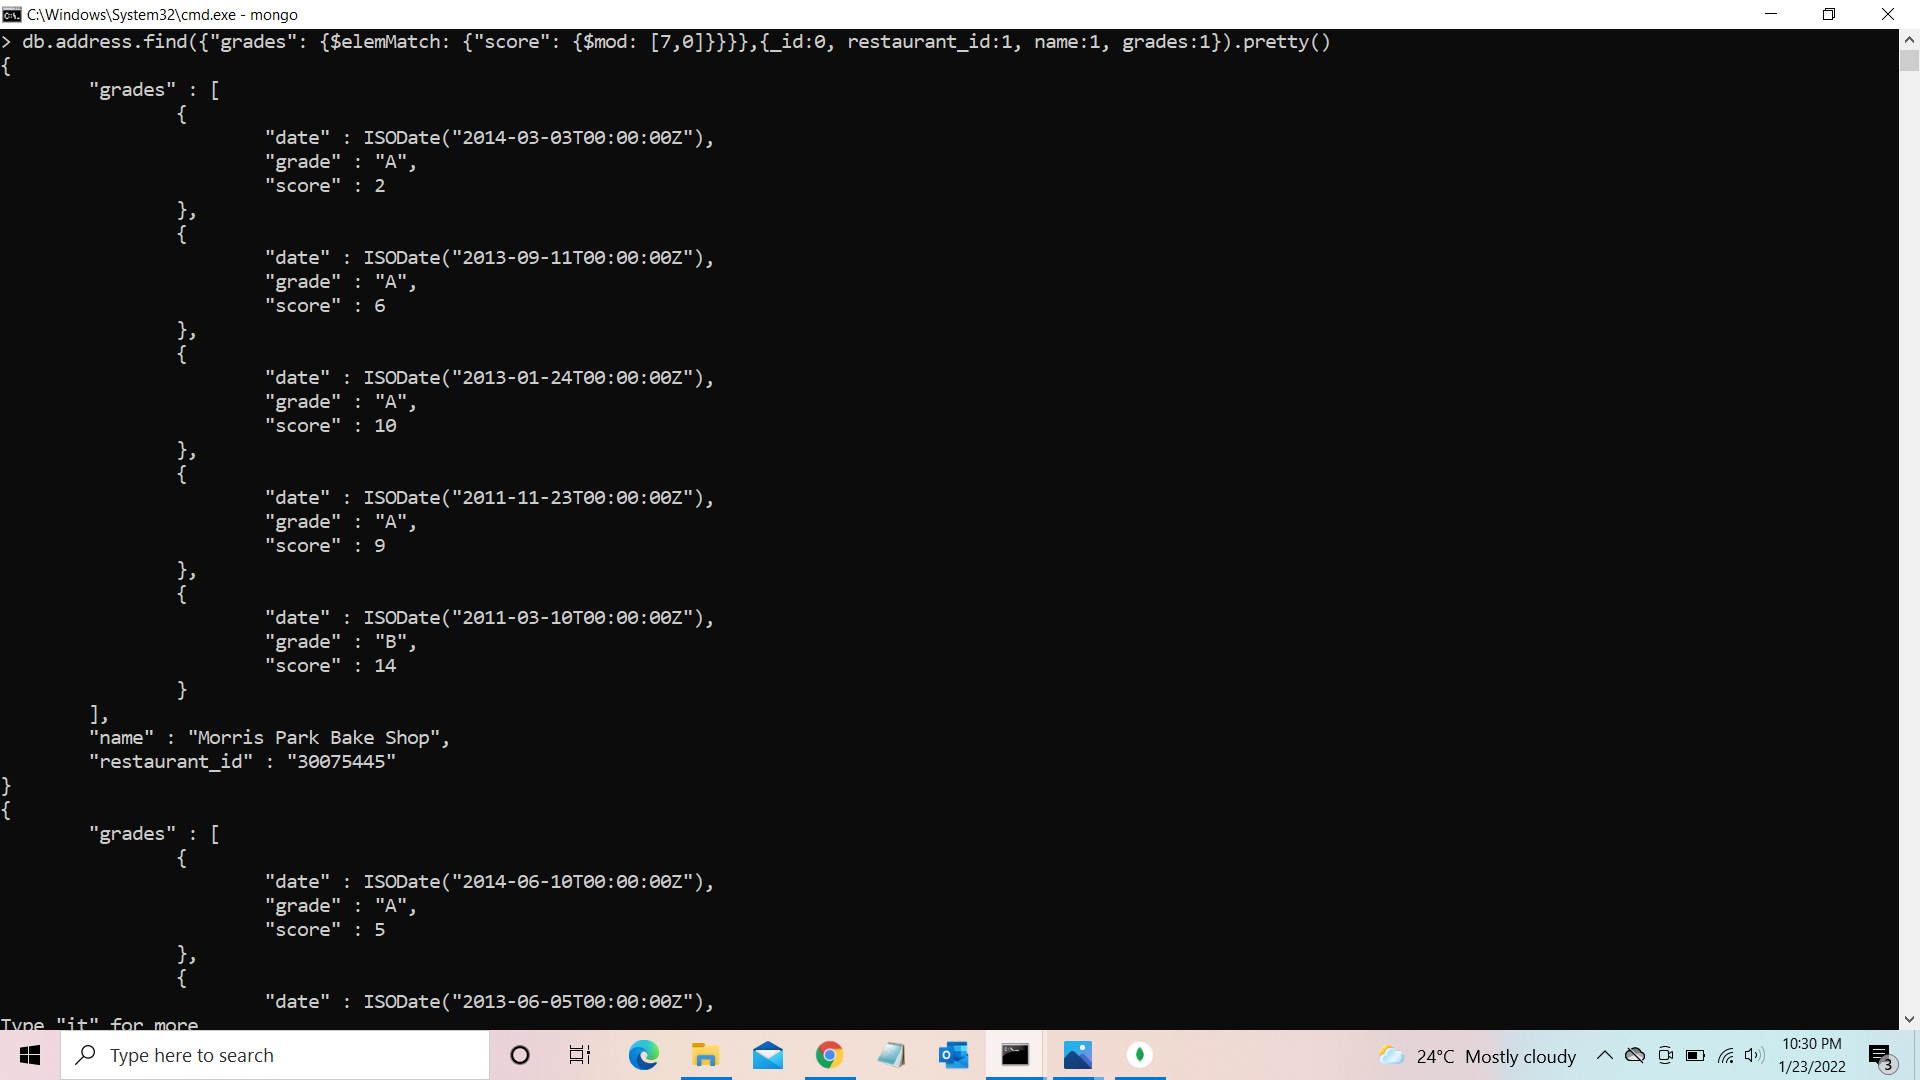 C:\Windows\System32\cmd.exe - mongo
> db.address.find({"grades": {$elemMatch: {"score": {$mod: [7,0]}}}},{_id:0, restaurant_id:1, name:1, grades:1}).pretty()
{
"grades" : [
{
"date" : ISODate("2014-03-03T00:00:00Z"),
"grade" : "A",
"score" : 2
},
{
"date" : ISODate("2013-09-11T00:00:00Z"),
"grade" : "A",
"score" : 6
},
{
"date" : ISODate("2013-01-24T00:00:00Z"),
"grade" : "A",
"score" : 10
},
{
"date" : ISODate("2011-11-23T00:00:00Z"),
"grade" : "A",
"score" : 9
},
{
"date" : ISODate("2011-03-10T00:00:00Z"),
"grade" : "B",
"score" : 14
}
],
"name" : "Morris Park Bake Shop",
"restaurant_id" : "30075445"
}
{
"grades" : [
{
"date" : ISODate("2014-06-10T00:00:00Z"),
"grade" : "A",
"score" : 5
},
{
"date" : ISODate("2013-06-05T00:00:00Z"),
Type "it" for more
Type here to search
24°C Mostly cloudy
10:30 PM
1/23/2022
3